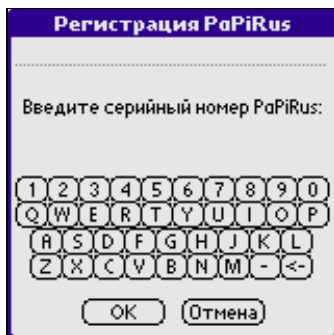 Регистрация PaPiRus
Введите серийный номер PaPiRus:
1 2 3 4 5 6 7 8 9 0
Q W E R T Y U I O P
A S D F G H J K L
Z X C V B N M - <-
OK Отмена